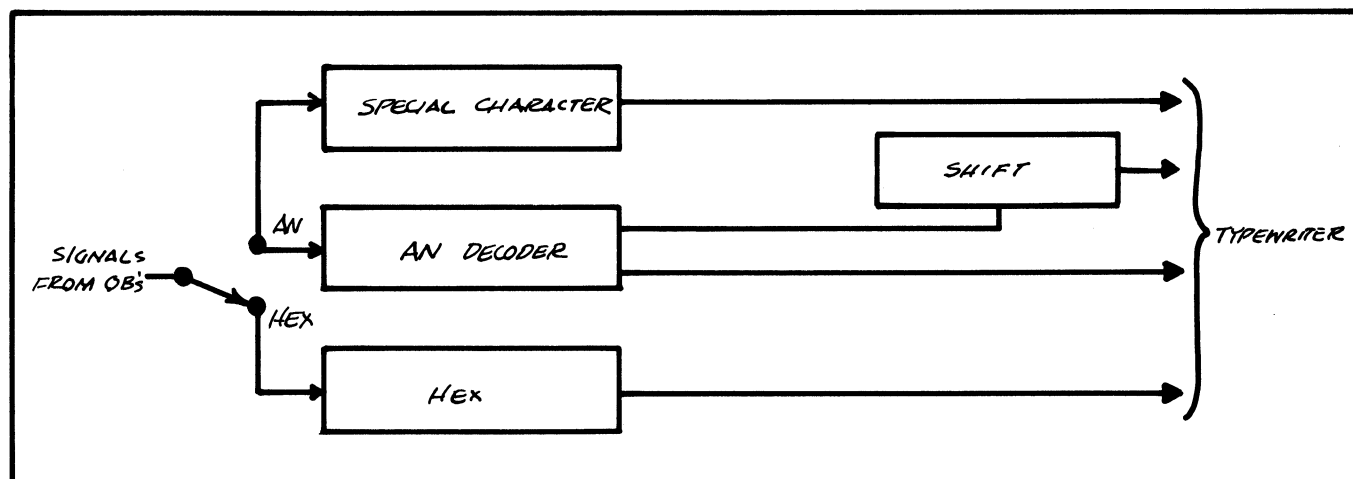 SPECIAL CHARACTER
SHIFT
AN
AN DECODER
SIGNALS
FROM OB's
TYPEWRITER
HEX
HEX